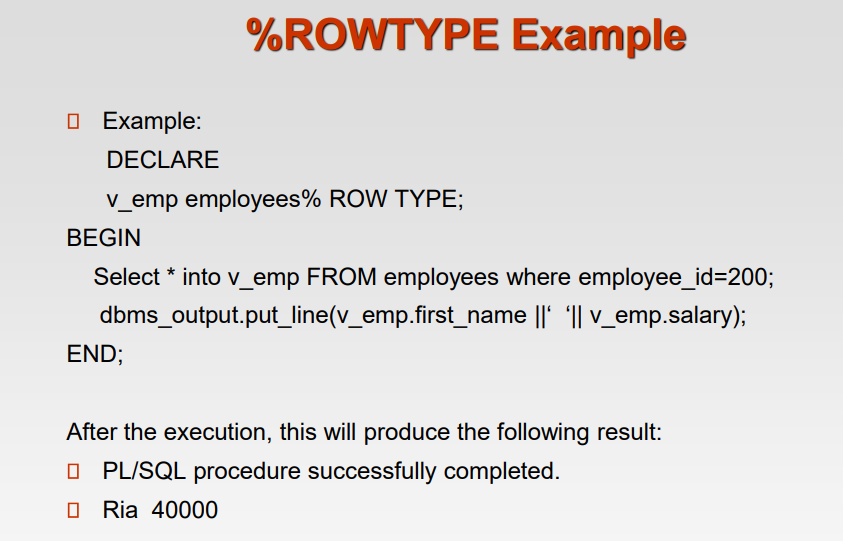 %ROWTYPE Example
Example:
DECLARE
v_emp employees% ROW TYPE;
BEGIN
Select * into v_emp FROM employees where employee_id=200;
dbms_output.put_line(v_emp.first_name ||‘  ‘|| v_emp.salary);
END;
After the execution, this will produce the following result:
PL/SQL procedure successfully completed.
Ria  40000